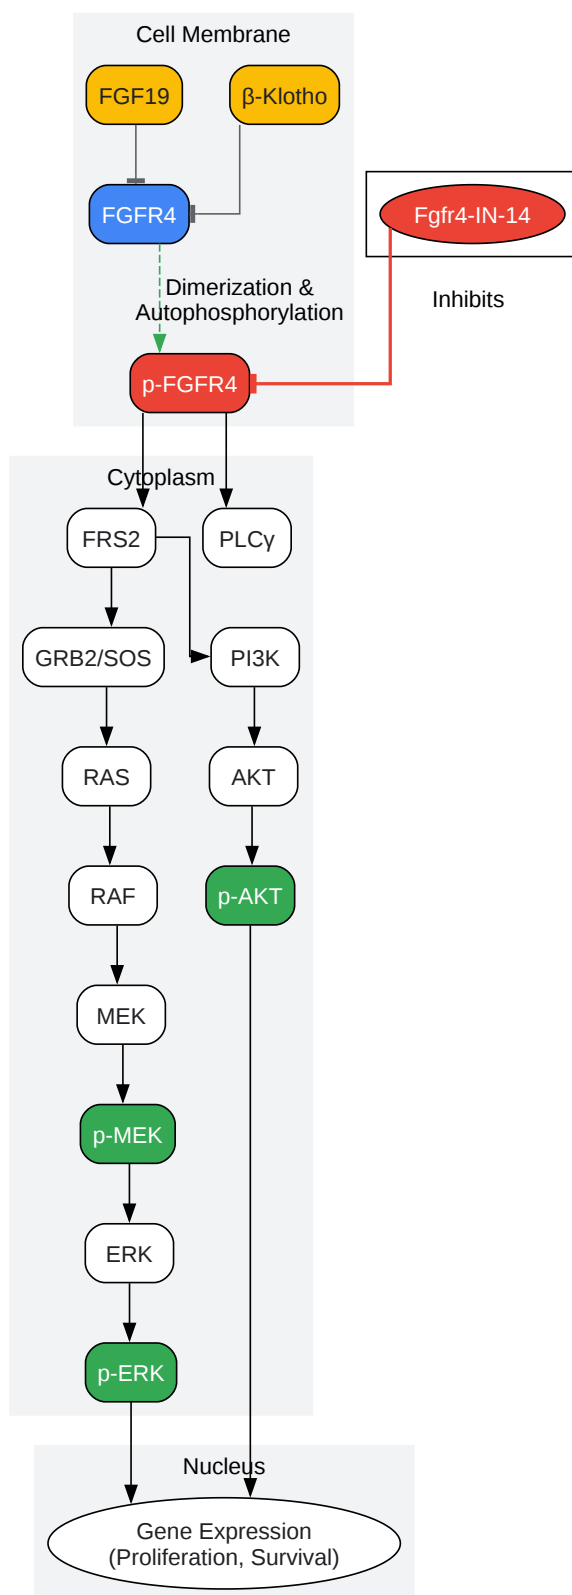 Cell Membrane
FGF19
β-Klotho
FGFR4
Fgfr4-IN-14
Dimerization &
Autophosphorylation
Inhibits
p-FGFR4
Cytoplasm
FRS2
PLCγ
GRB2/SOS
PI3K
RAS
AKT
RAF
p-AKT
MEK
p-MEK
ERK
p-ERK
Nucleus
Gene Expression
(Proliferation, Survival)